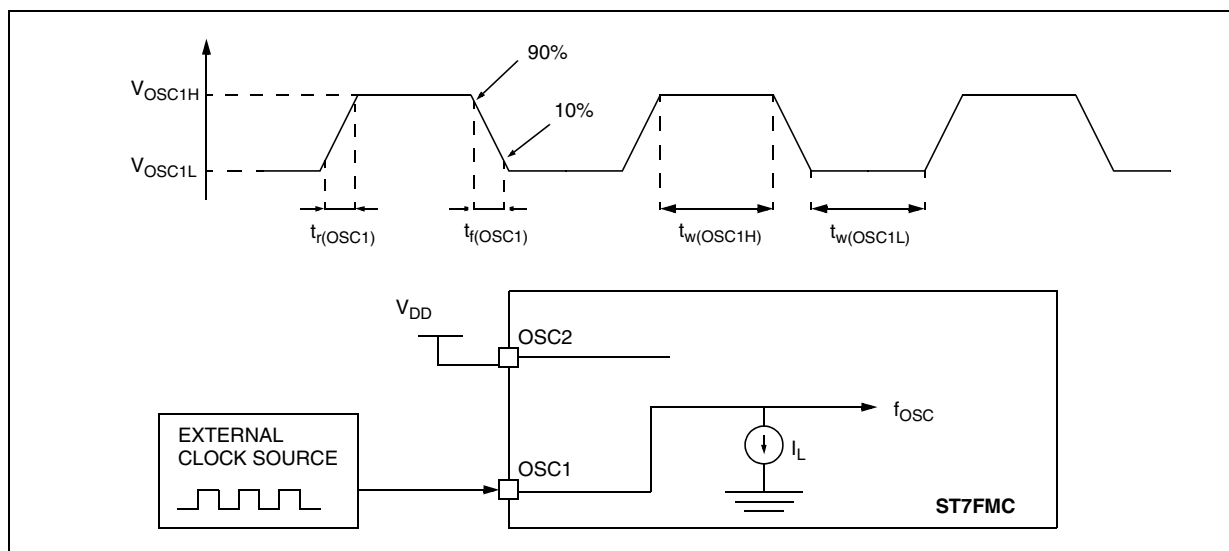 90%
V_OSC1H
10%
V_OSC1L
t_r(OSC1)
t_f(OSC1)
t_w(OSC1H)
t_w(OSC1L)
V_DD
OSC2
f_OSC
EXTERNAL
CLOCK SOURCE
I_L
OSC1
ST7FMC